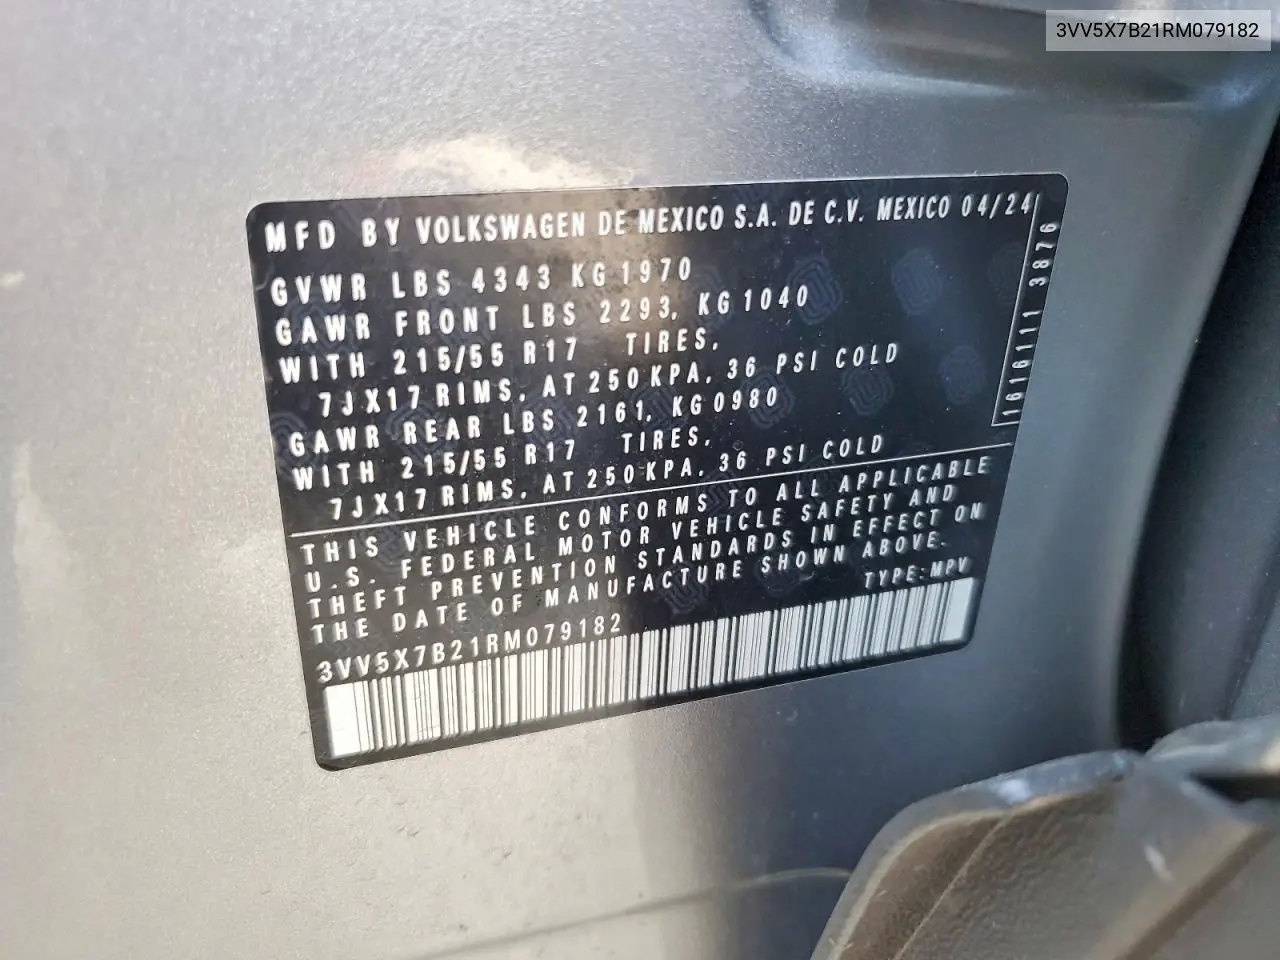 3VV5X7B21RM079182
MFD BY VOLKSWAGEN DE MEXICO S.A. DE C.V. MEXICO 04/24
GVWR LBS 4343 KG 1970
GAWR FRONT LBS 2293, KG 1040
WITH 215/55 R17 TIRES,
7JX17 RIMS, AT 250 KPA, 36 PSI COLD
GAWR REAR LBS 2161, KG 0980
WITH 215/55 R17 TIRES,
7JX17 RIMS, AT 250 KPA, 36 PSI COLD
1616111 3876
THIS VEHICLE CONFORMS TO ALL APPLICABLE
U.S. FEDERAL MOTOR VEHICLE SAFETY AND
THEFT PREVENTION STANDARDS IN EFFECT ON
THE DATE OF MANUFACTURE SHOWN ABOVE.
TYPE:MPV
3VV5X7B21RM079182